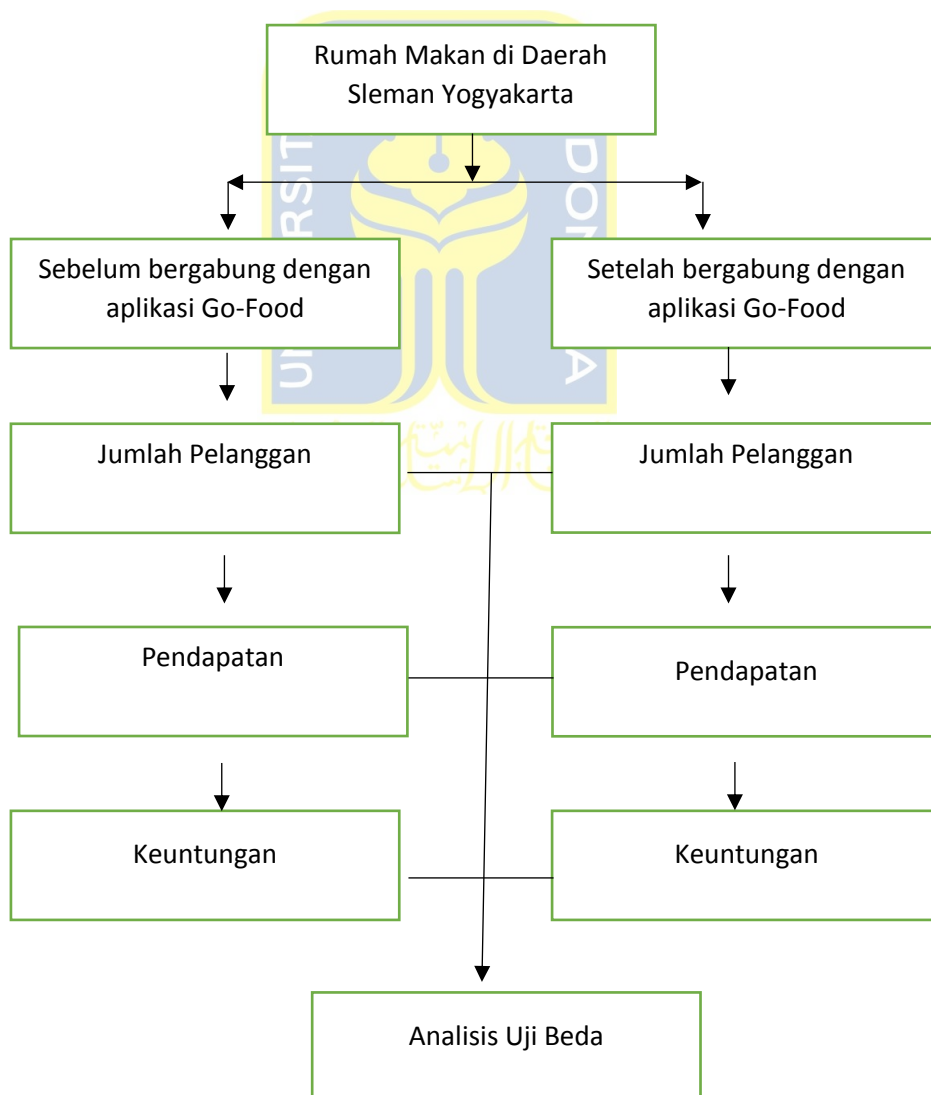 Rumah Makan di Daerah
Sleman Yogyakarta
Sebelum bergabung dengan
aplikasi Go-Food
Setelah bergabung dengan
aplikasi Go-Food
Jumlah Pelanggan
Jumlah Pelanggan
Pendapatan
Pendapatan
Keuntungan
Keuntungan
Analisis Uji Beda